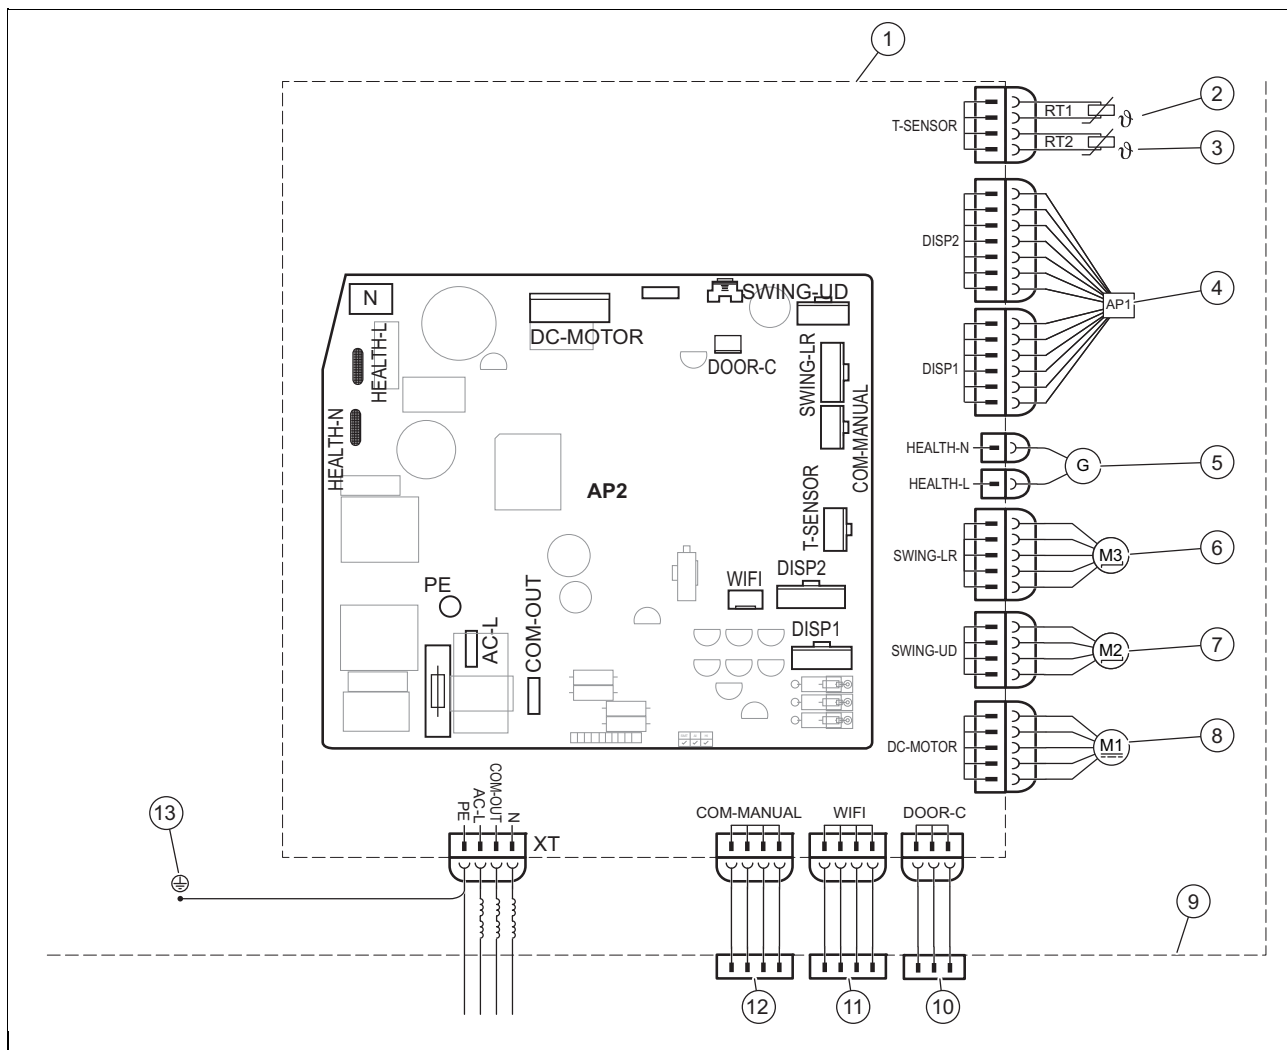 1
2
T-SENSOR
RT1
ϑ
RT2
ϑ
3
DISP2
AP1
4
DISP1
HEALTH-N
G
5
HEALTH-L
SWING-LR
M3
6
SWING-UD
M2
7
DC-MOTOR
M1
8
N
HEALTH-L
HEALTH-N
DC-MOTOR
SWING-UD
DOOR-C
SWING-LR
COM-MANUAL
AP2
T-SENSOR
PE
AC-L
COM-OUT
WIFI
DISP2
DISP1
13
PE
AC-L
COM-OUT
N
XT
COM-MANUAL
WIFI
DOOR-C
9
12
11
10